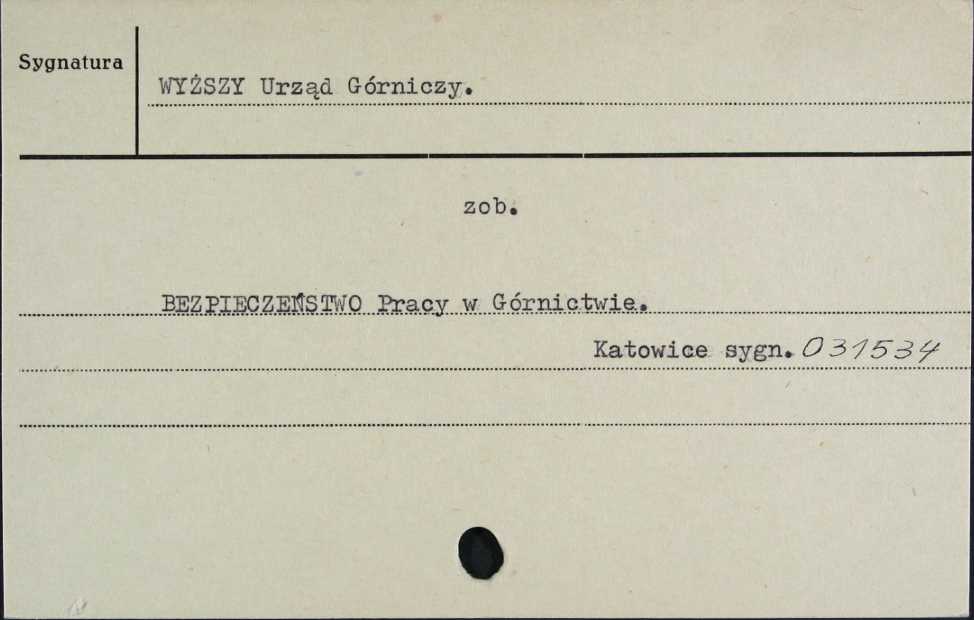 Sygnatura
WYŻSZY Urząd Górniczy.
zob.
BEZPIECZEŃSTWO Pracy w Górnictwie.
Katowice sygn. 031534